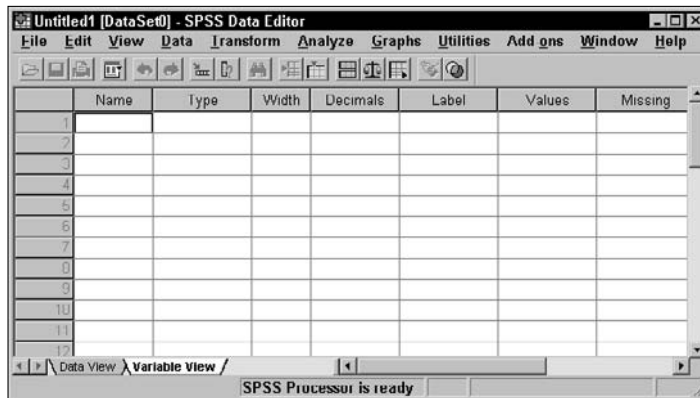 Untitled1 [DataSet0] - SPSS Data Editor
File Edit View Data Transform Analyze Graphs Utilities Add-ons Window Help
Name Type Width Decimals Label Values Missing
1
2
3
4
5
6
7
8
9
10
11
12
Data View Variable View
SPSS Processor is ready